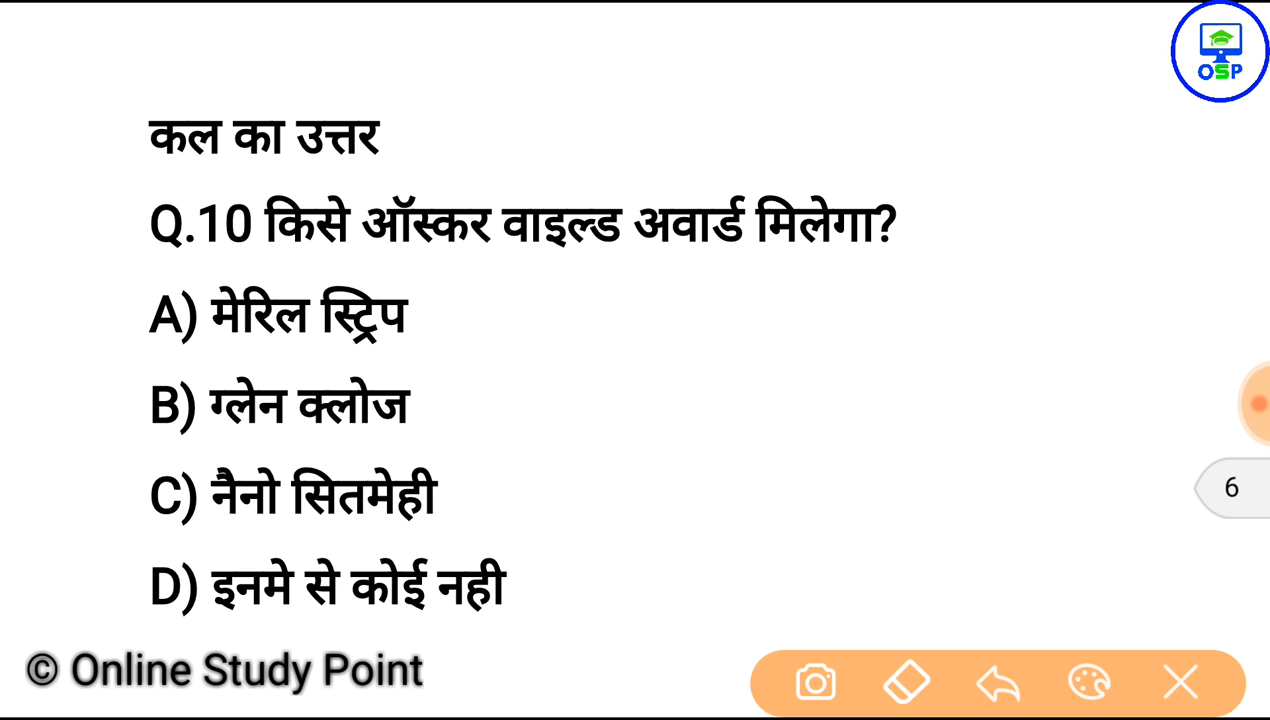 OSP
कल का उत्तर
Q.10 किसे ऑस्कर वाइल्ड अवार्ड मिलेगा?
A) मेरिल स्ट्रिप
B) ग्लेन क्लोज
C) नैनो सितमेही
6
D) इनमे से कोई नही
© Online Study Point